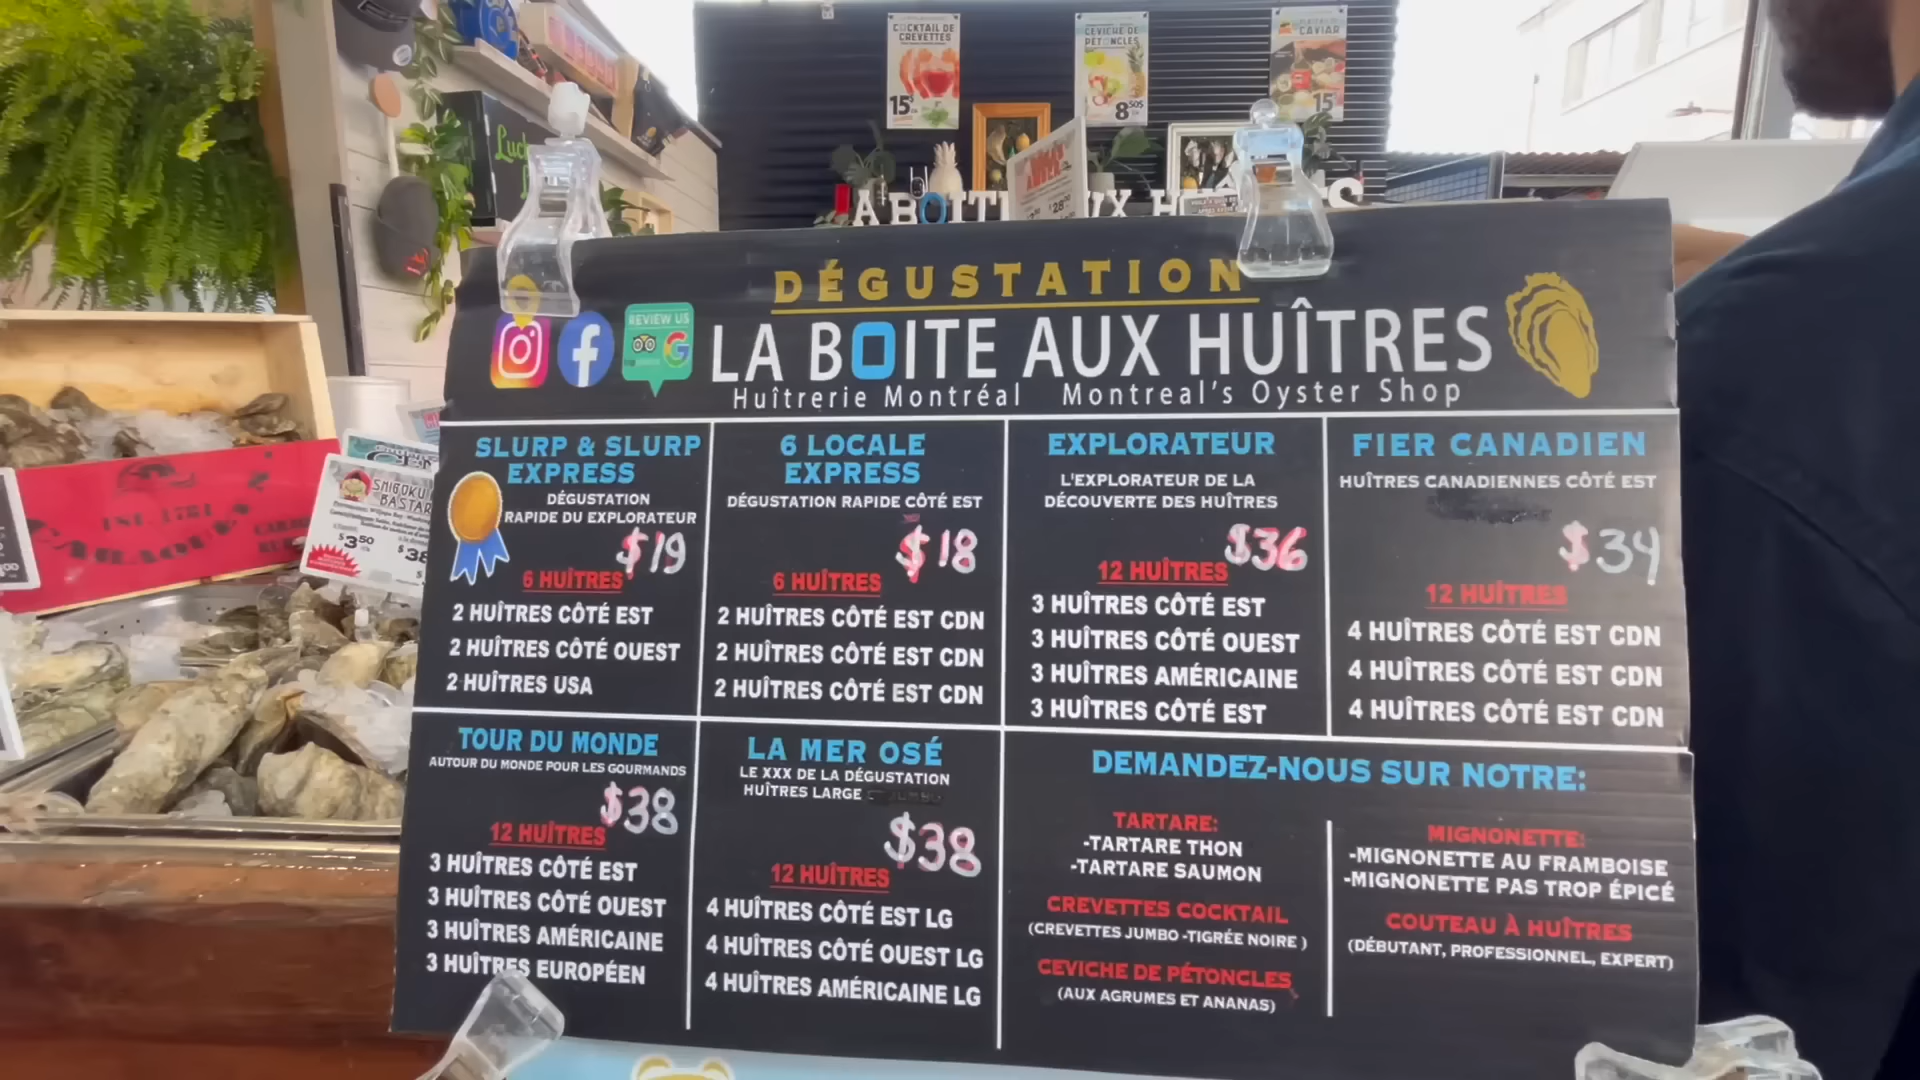 COCKTAIL DE
CREVETTES
15
CEVICHE DE
PÉTONCLES
8.50$
CAVIAR
15
Luck
LA BOITE AUX HUÎTRES
DÉGUSTATION
REVIEW US
LA BOITE AUX HUÎTRES
Huîtrerie Montréal Montreal's Oyster Shop
SLURP & SLURP
EXPRESS
DÉGUSTATION
RAPIDE DU EXPLORATEUR
$19
6 HUÎTRES
2 HUÎTRES CÔTÉ EST
2 HUÎTRES CÔTÉ OUEST
2 HUÎTRES USA
6 LOCALE
EXPRESS
DÉGUSTATION RAPIDE CÔTÉ EST
$18
6 HUÎTRES
2 HUÎTRES CÔTÉ EST CDN
2 HUÎTRES CÔTÉ EST CDN
2 HUÎTRES CÔTÉ EST CDN
EXPLORATEUR
L'EXPLORATEUR DE LA
DÉCOUVERTE DES HUÎTRES
$36
12 HUÎTRES
3 HUÎTRES CÔTÉ EST
3 HUÎTRES CÔTÉ OUEST
3 HUÎTRES AMÉRICAINE
3 HUÎTRES CÔTÉ EST
FIER CANADIEN
HUÎTRES CANADIENNES CÔTÉ EST
$34
12 HUÎTRES
4 HUÎTRES CÔTÉ EST CDN
4 HUÎTRES CÔTÉ EST CDN
4 HUÎTRES CÔTÉ EST CDN
TOUR DU MONDE
AUTOUR DU MONDE POUR LES GOURMANDS
$38
12 HUÎTRES
3 HUÎTRES CÔTÉ EST
3 HUÎTRES CÔTÉ OUEST
3 HUÎTRES AMÉRICAINE
3 HUÎTRES EUROPÉEN
LA MER OSÉ
LE XXX DE LA DÉGUSTATION
HUÎTRES LARGE
$38
12 HUÎTRES
4 HUÎTRES CÔTÉ EST LG
4 HUÎTRES CÔTÉ OUEST LG
4 HUÎTRES AMÉRICAINE LG
DEMANDEZ-NOUS SUR NOTRE:
TARTARE:
-TARTARE THON
-TARTARE SAUMON
CREVETTES COCKTAIL
(CREVETTES JUMBO -TIGRÉE NOIRE )
CEVICHE DE PÉTONCLES
(AUX AGRUMES ET ANANAS)
MIGNONETTE:
-MIGNONETTE AU FRAMBOISE
-MIGNONETTE PAS TROP ÉPICÉ
COUTEAU À HUÎTRES
(DÉBUTANT, PROFESSIONNEL, EXPERT)
SHIGOKU
BASTAR
$3.50
$38